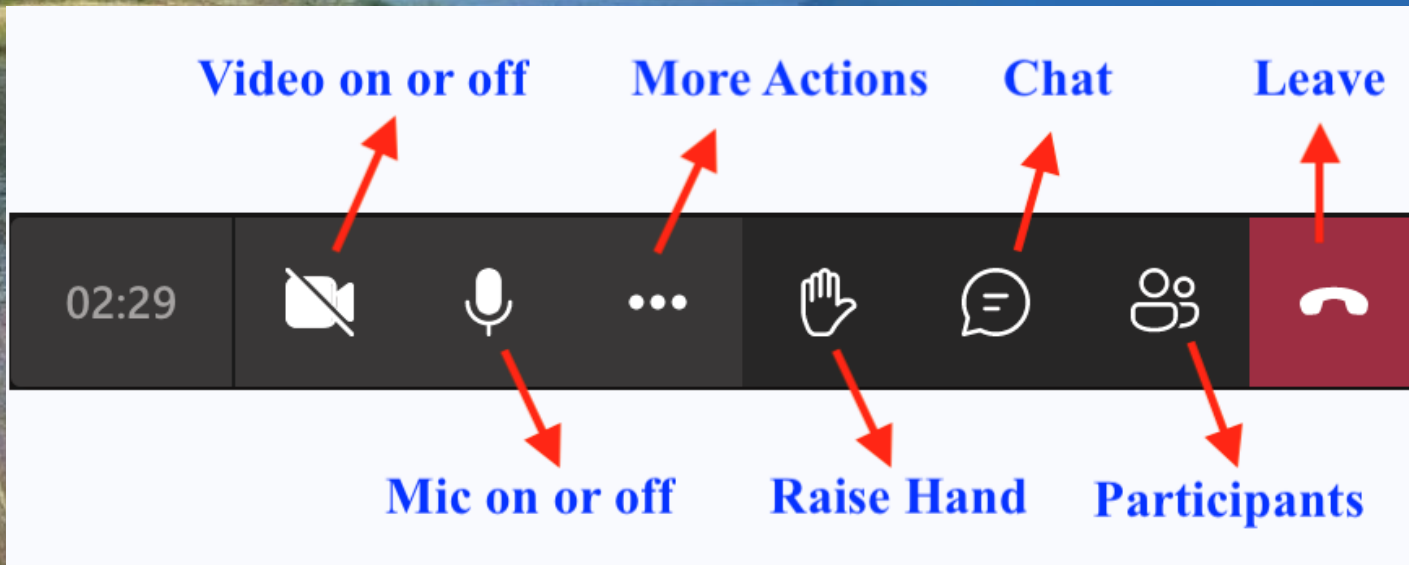 Video on or off
More Actions
Chat
Leave
02:29
Mic on or off
Raise Hand
Participants